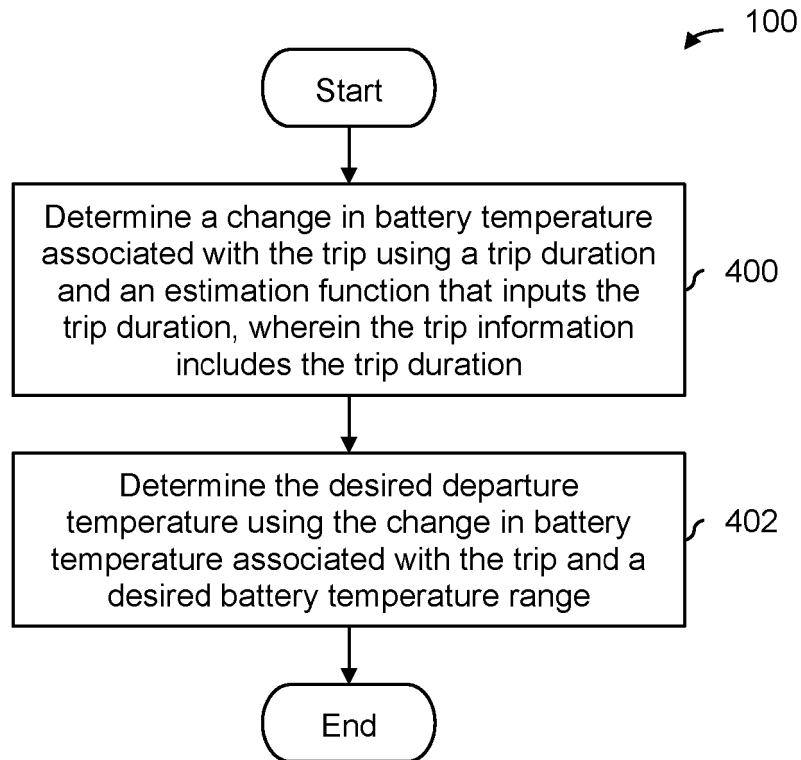 100
Start
Determine a change in battery temperature
associated with the trip using a trip duration
and an estimation function that inputs the
trip duration, wherein the trip information
includes the trip duration
400
Determine the desired departure
temperature using the change in battery
temperature associated with the trip and a
desired battery temperature range
402
End